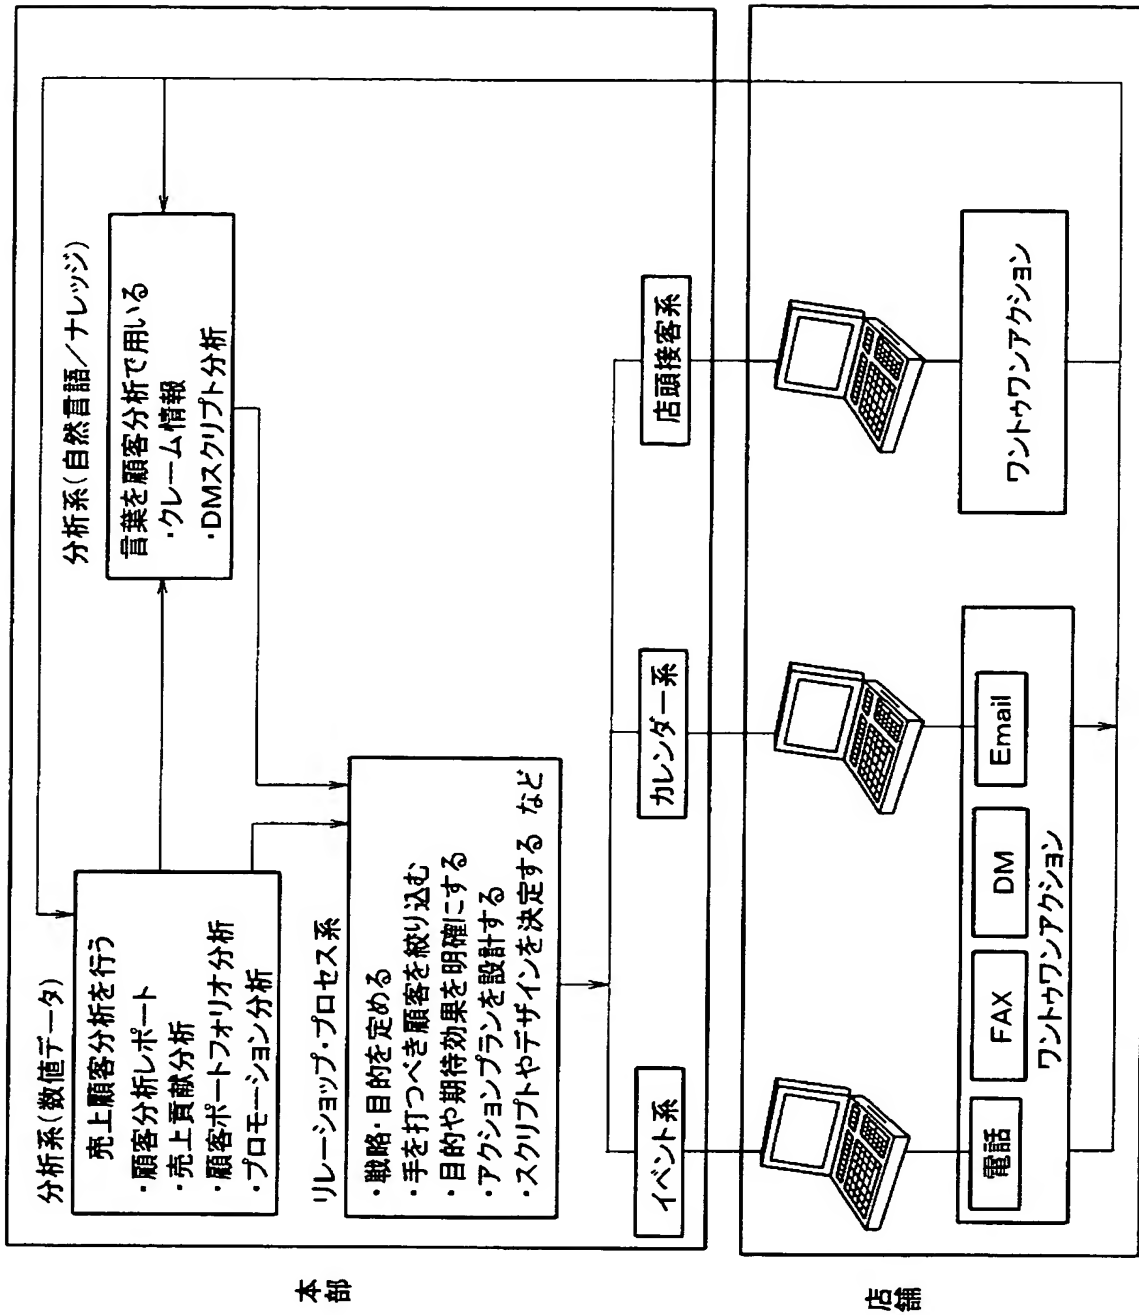 本部
分析系(数値データ)
売上顧客分析を行う
・顧客分析レポート
・売上貢献分析
・顧客ポートフォリオ分析
・プロモーション分析
分析系(自然言語/ナレッジ)
言葉を顧客分析で用いる
・クレーム情報
・DMスクリプト分析
リレーショップ・プロセス系
・戦略・目的を定める
・手を打つべき顧客を絞り込む
・目的や期待効果を明確にする
・アクションプランを設計する
・スクリプトやデザインを決定する など
イベント系
カレンダー系
店頭接客系
店舗
電話
FAX
DM
Email
ワントゥワンアクション
ワントゥワンアクション